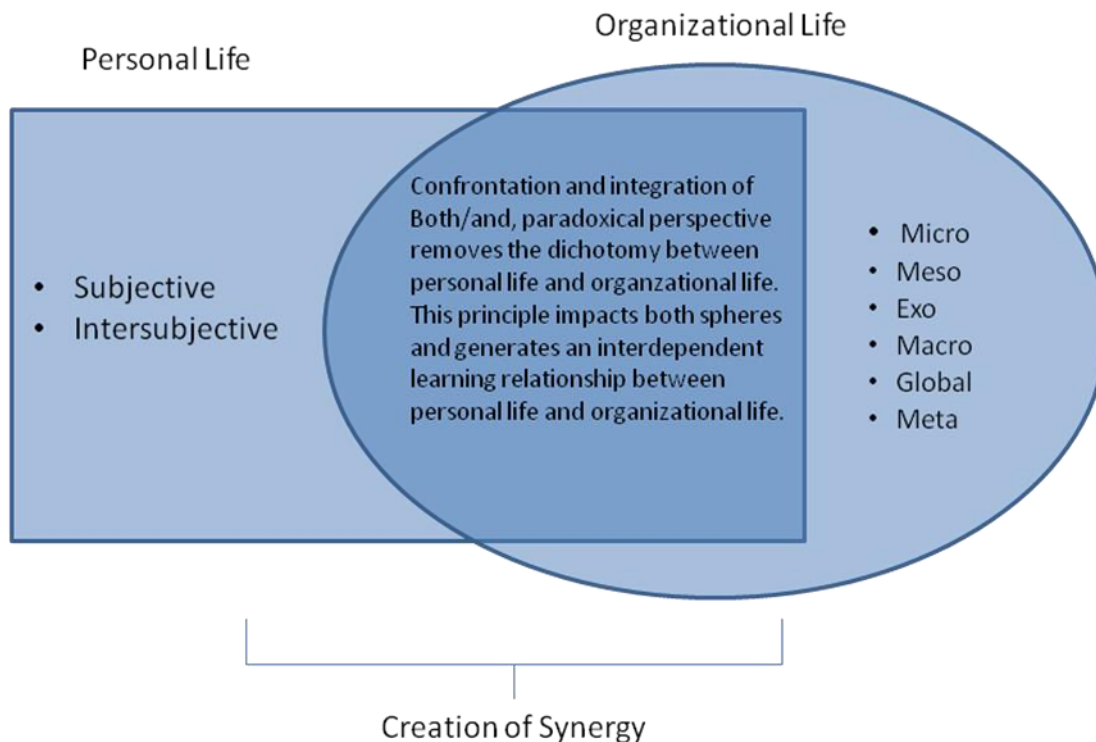 Organizational Life
Personal Life
Confrontation and integration of
Both/and, paradoxical perspective
removes the dichotomy between
personal life and organzational life.
This principle impacts both spheres
and generates an interdependent
learning relationship between
personal life and organizational life.
• Subjective
• Intersubjective
• Micro
• Meso
• Exo
• Macro
• Global
• Meta
Creation of Synergy